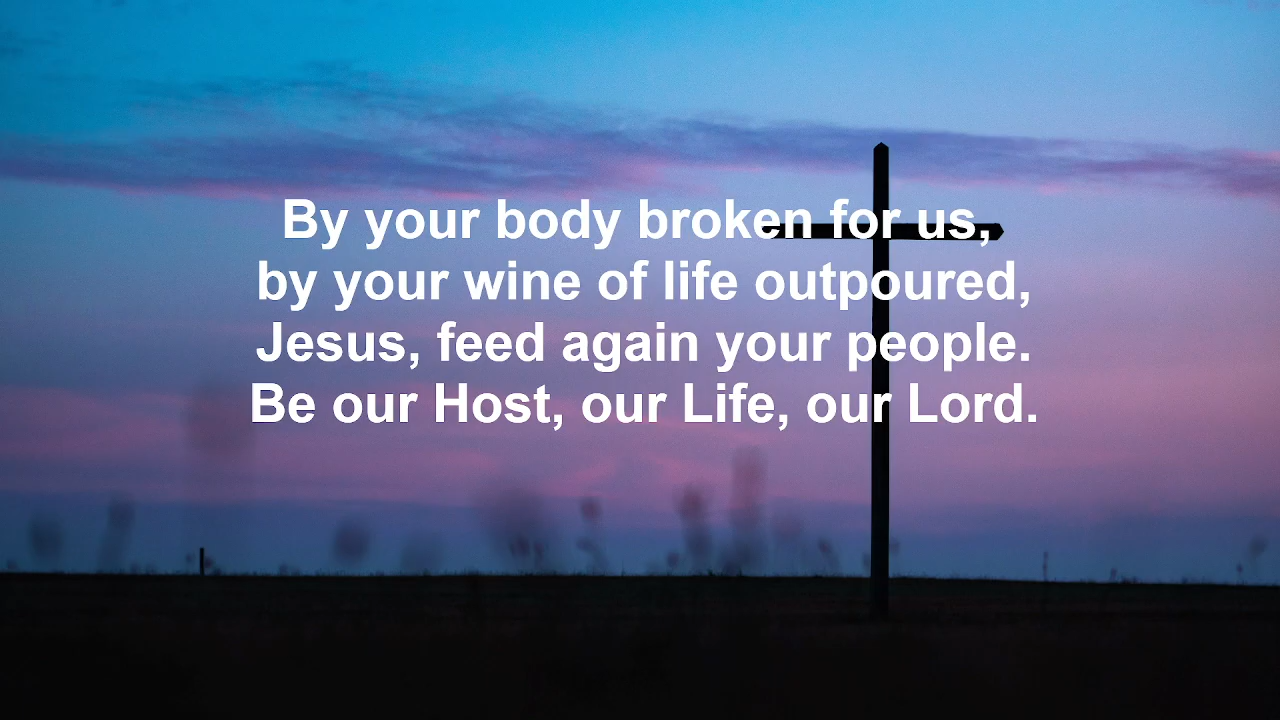 By your body broken for us,
by your wine of life outpoured,
Jesus, feed again your people.
Be our Host, our Life, our Lord.